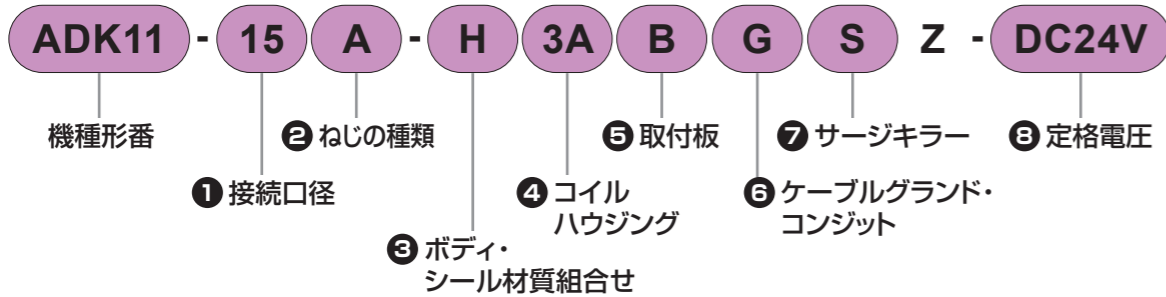 ADK11 - 15 A - H 3A B G S Z - DC24V
機種形番
❷ ねじの種類
❺ 取付板
❼ サージキラー
❽ 定格電圧
❶ 接続口径
❹ コイル
ハウジング
❻ ケーブルグランド・
コンジット
❸ ボディ・
シール材質組合せ